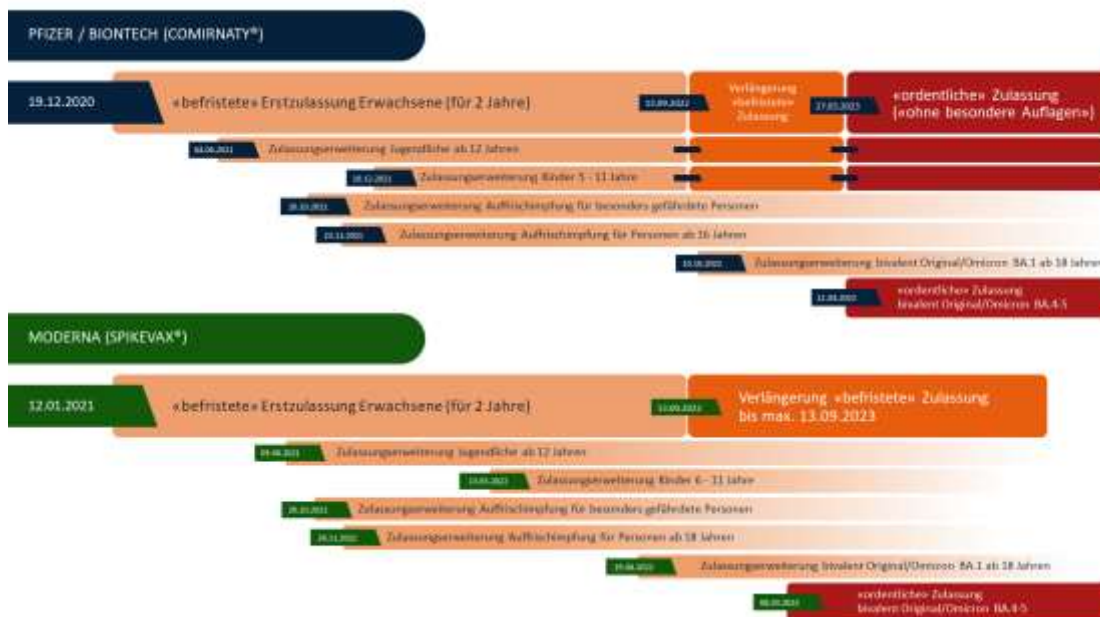 PFIZER / BIONTECH (COMIRNATY®)
19.12.2020
«befristete» Erstzulassung Erwachsene (für 2 Jahre)
Verlängerung
«befristete»
Zulassung
«ordentliche» Zulassung
(«ohne besondere Auflagen»)
Zulassungserweiterung Jugendliche ab 12 Jahren
Zulassungserweiterung Kinder 5 - 11 Jahre
Zulassungserweiterung Auffrischimpfung für besonders gefährdete Personen
Zulassungserweiterung Auffrischimpfung für Personen ab 16 Jahren
Zulassungserweiterung bivalent Original/Omicron BA.1 ab 18 Jahren
«ordentliche» Zulassung
bivalent Original/Omicron BA.4-5
MODERNA (SPIKEVAX®)
12.01.2021
«befristete» Erstzulassung Erwachsene (für 2 Jahre)
Verlängerung «befristete» Zulassung
bis max. 13.09.2023
Zulassungserweiterung Jugendliche ab 12 Jahren
Zulassungserweiterung Kinder 6 - 11 Jahre
Zulassungserweiterung Auffrischimpfung für besonders gefährdete Personen
Zulassungserweiterung Auffrischimpfung für Personen ab 18 Jahren
Zulassungserweiterung bivalent Original/Omicron BA.1 ab 18 Jahren
«ordentliche» Zulassung
bivalent Original/Omicron BA.4-5